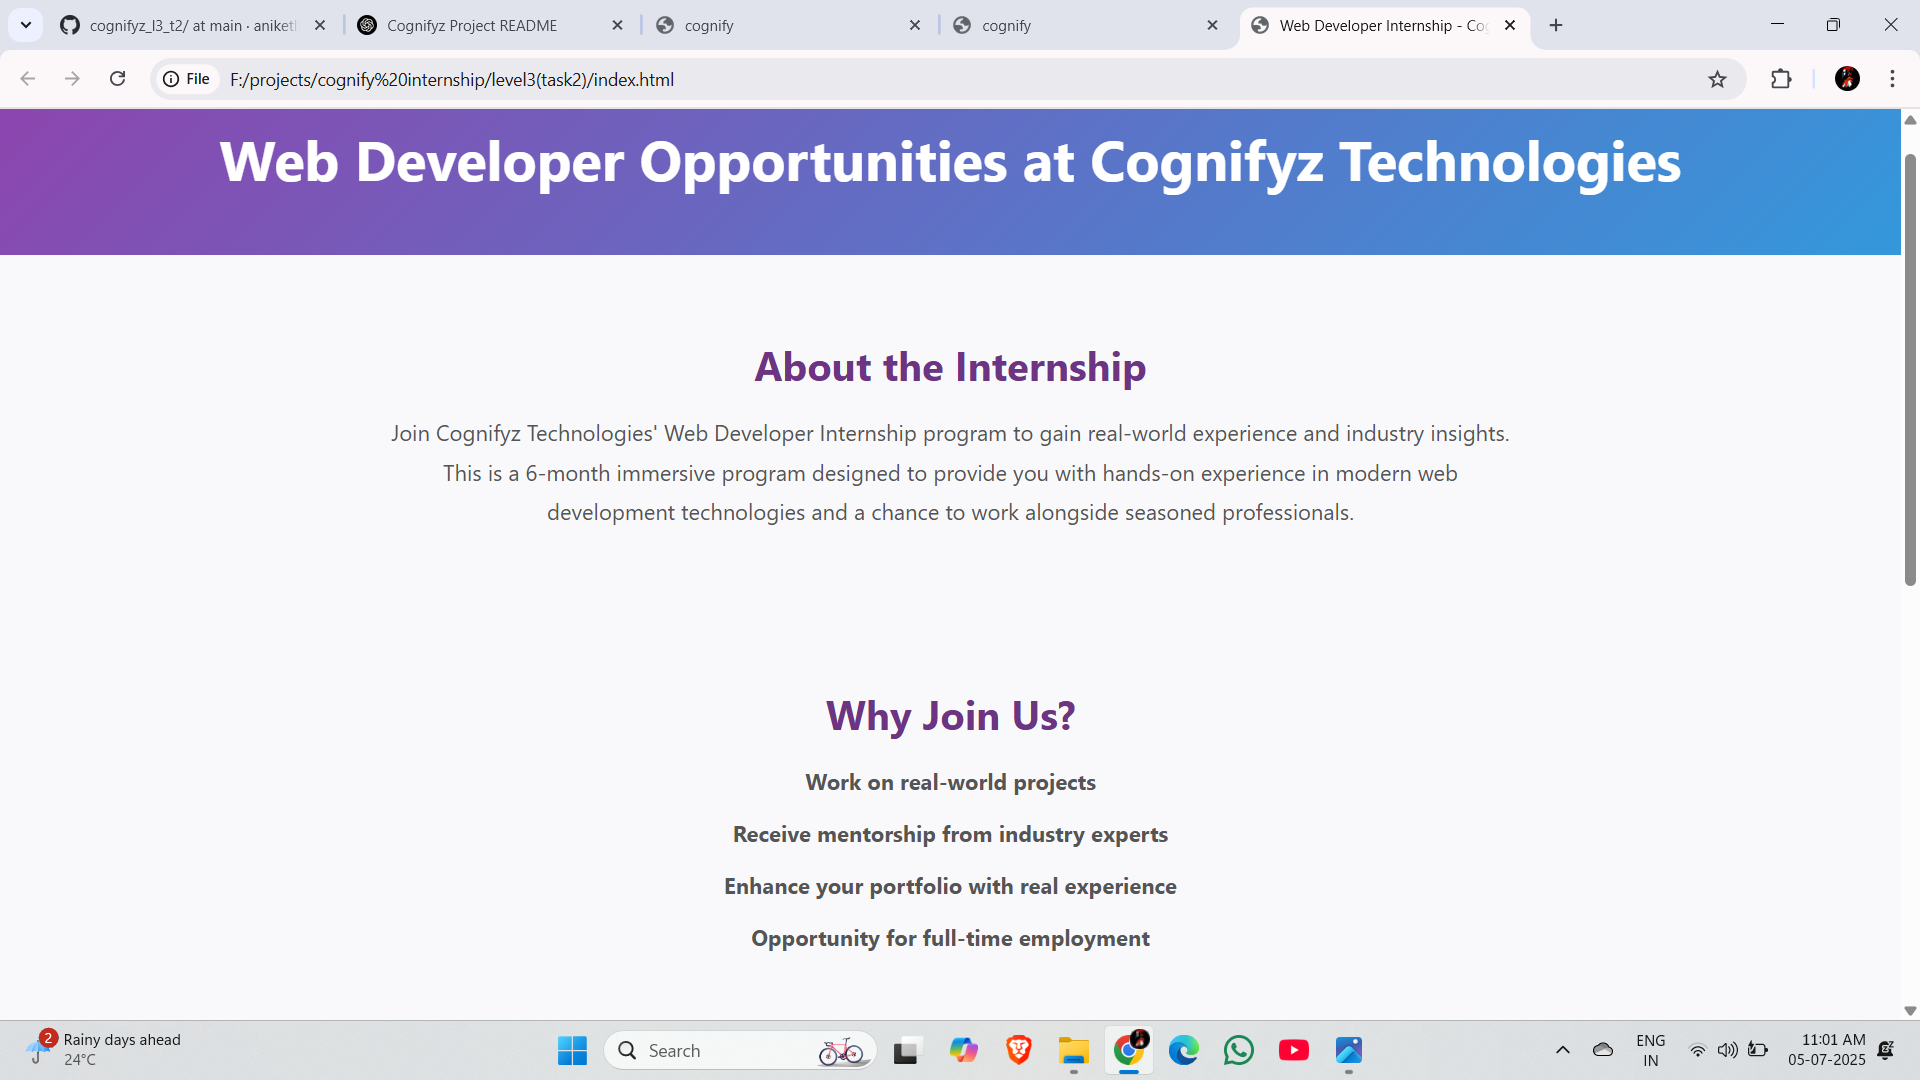 cognifyz_l3_t2/ at main · aniketh
Cognifyz Project README
cognify
cognify
Web Developer Internship - Cog
File
F:/projects/cognify%20internship/level3(task2)/index.html
Web Developer Opportunities at Cognifyz Technologies
About the Internship
Join Cognifyz Technologies' Web Developer Internship program to gain real-world experience and industry insights.
This is a 6-month immersive program designed to provide you with hands-on experience in modern web
development technologies and a chance to work alongside seasoned professionals.
Why Join Us?
Work on real-world projects
Receive mentorship from industry experts
Enhance your portfolio with real experience
Opportunity for full-time employment
2
Rainy days ahead
24°C
Search
ENG
IN
11:01 AM
05-07-2025